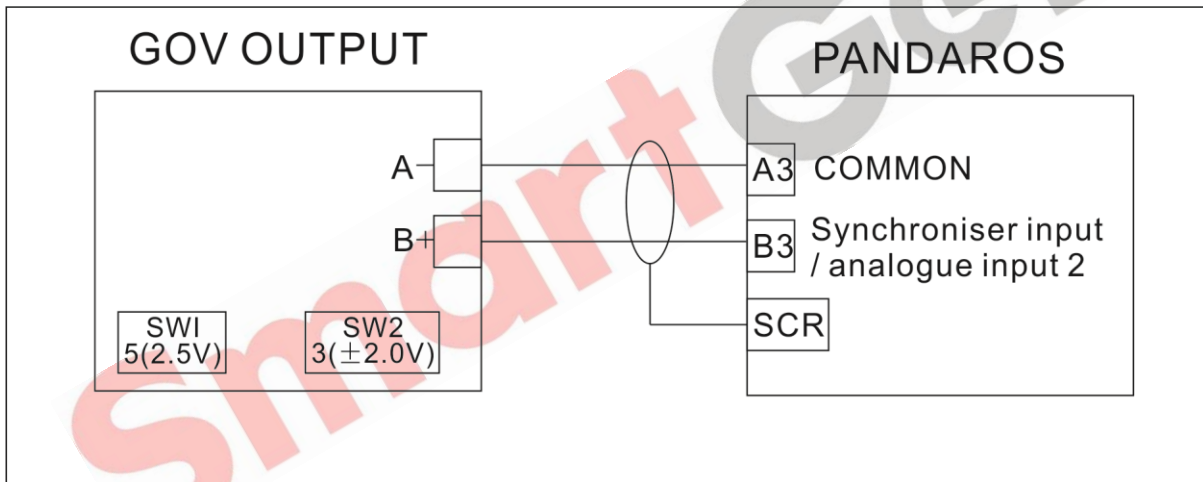 GOV OUTPUT
PANDAROS
A-
A3 COMMON
B+
B3 Synchroniser input
/ analogue input 2
SCR
SWI
5(2.5V)
SW2
3(±2.0V)
SmartGen